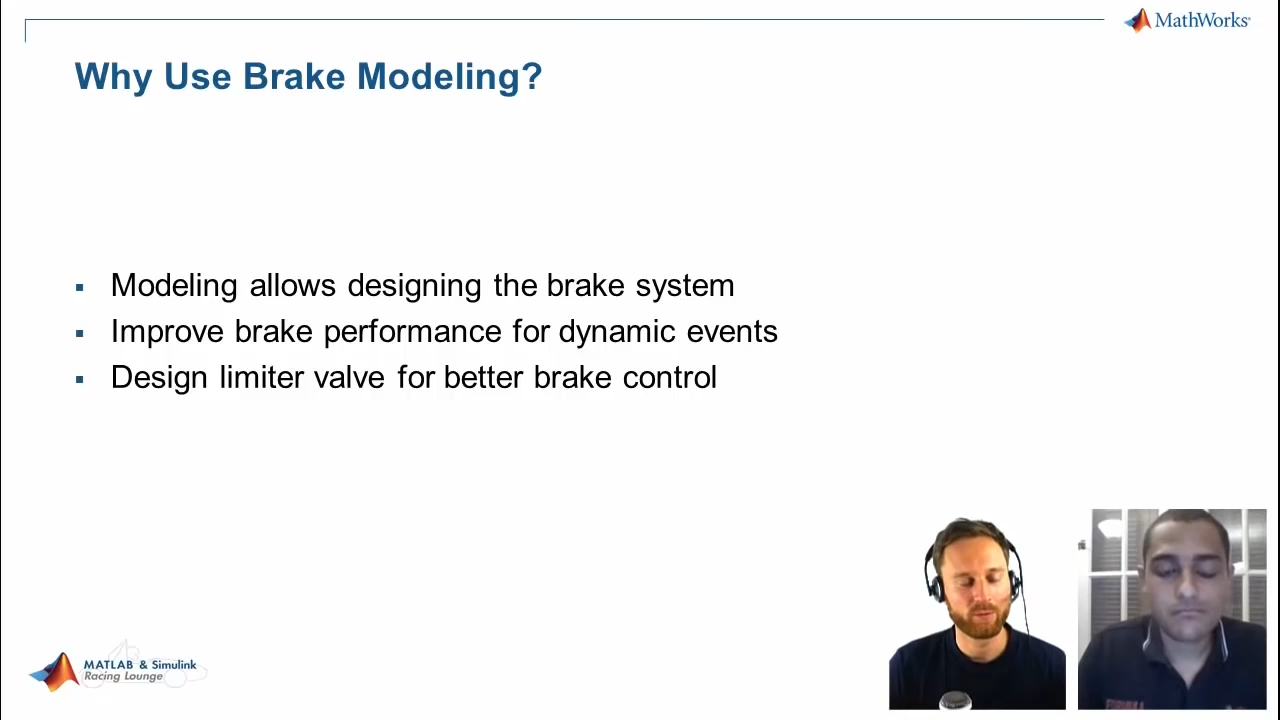 MathWorks
Why Use Brake Modeling?
Modeling allows designing the brake system
Improve brake performance for dynamic events
Design limiter valve for better brake control
MATLAB & Simulink
Racing Lounge